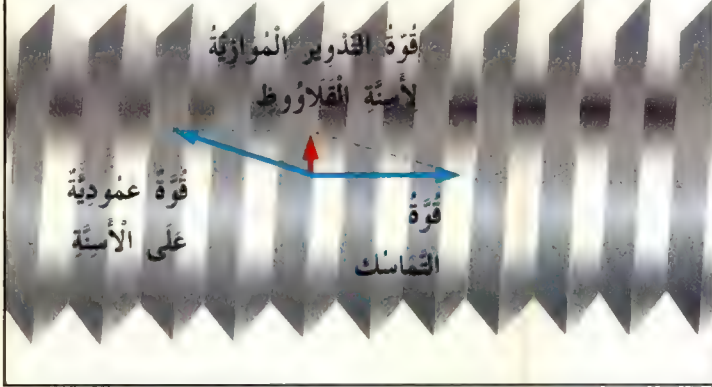 قُوَّةُ التَّدْوِيرِ الْمُوَازِيَّةُ
لِأَسِنَّةِ الْقَلَاوُوظِ
قُوَّةٌ عَمُودِيَّةٌ
عَلَى الْأَسِنَّةِ
قُوَّةُ
التَّمَاسُك